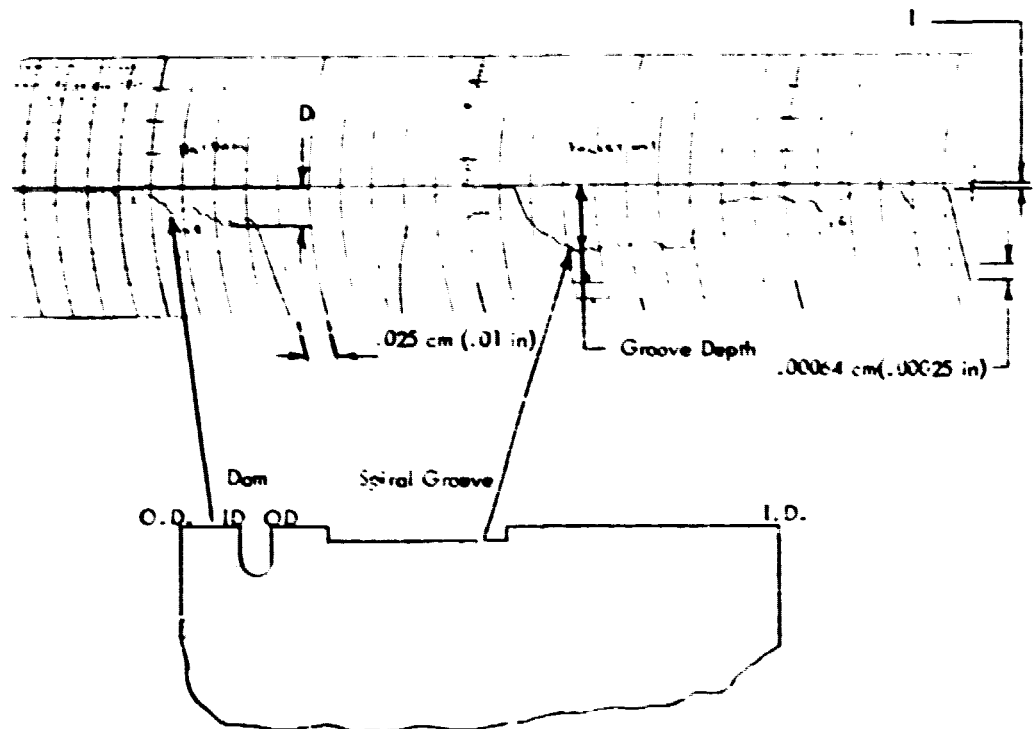 I
D
.025 cm (.01 in)
Groove Depth
.00064 cm(.00025 in)
Dam
Spiral Groove
O.D.
ID
OD
I.D.